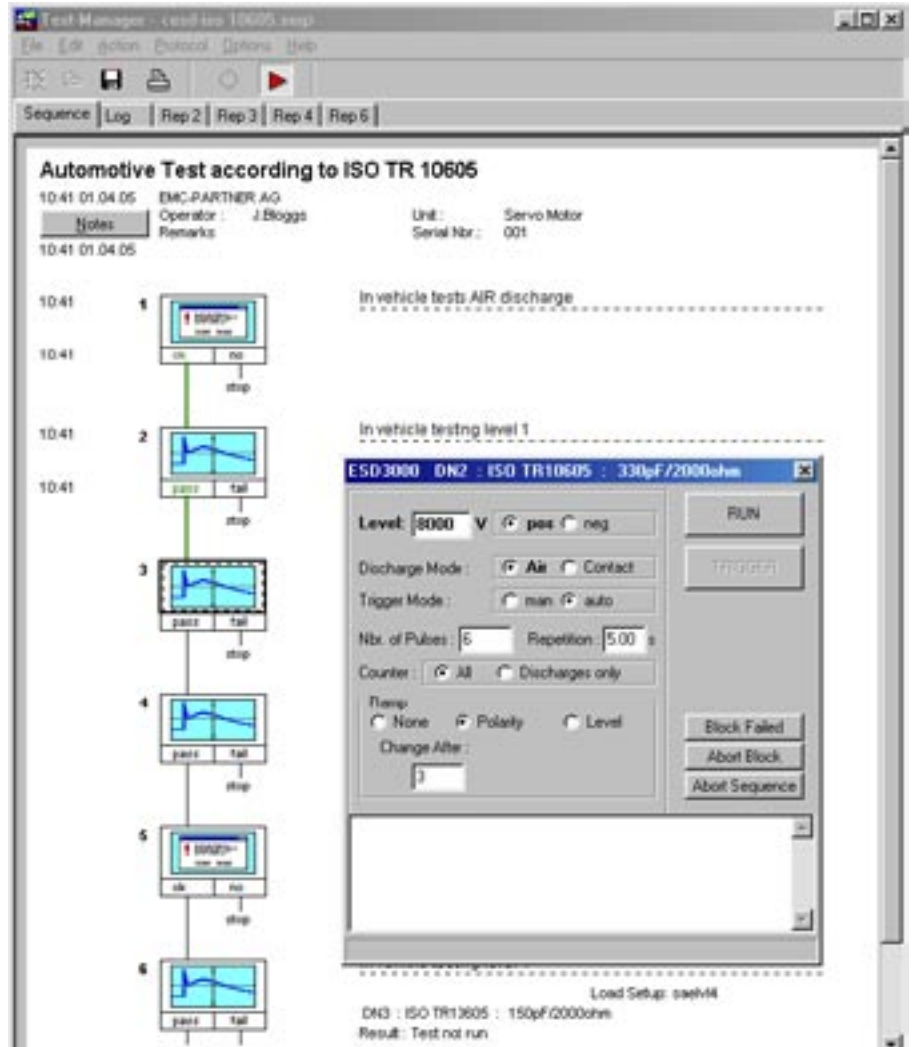 Test Manager - cusd-iso 10605.smp
File Edit Action Protocol Options Help
Sequence Log Rep 2 Rep 3 Rep 4 Rep 6
Automotive Test according to ISO TR 10605
10:41 01.04.05 EMC-PARTNER AG
Notes Operator : J.Bloggs Unit : Servo Motor
Remarks Serial Nbr.: 001
10:41 01.04.05
10:41 1 In vehicle tests AIR discharge
10:41 ok no
stop
10:41 2 In vehicle testng level 1
10:41 pass fail
stop
ESD3000 DN2 : ISO TR10605 : 330pF/2000ohm
Level: 8000 V pos neg RUN
Discharge Mode : Air Contact TRIGGER
Trigger Mode : man auto
Nbr. of Pulses : 6 Repetition : 5.00 s
Counter : All Discharges only
Ramp
None Polarity Level
Change After :
3
Block Failed
Abort Block
Abort Sequence
3
pass fail
stop
4
pass fail
stop
5
ok no
stop
6
pass fail
Load Setup: saelvl4
DN3 : ISO TR13605 : 150pF/2000ohm
Result : Test not run